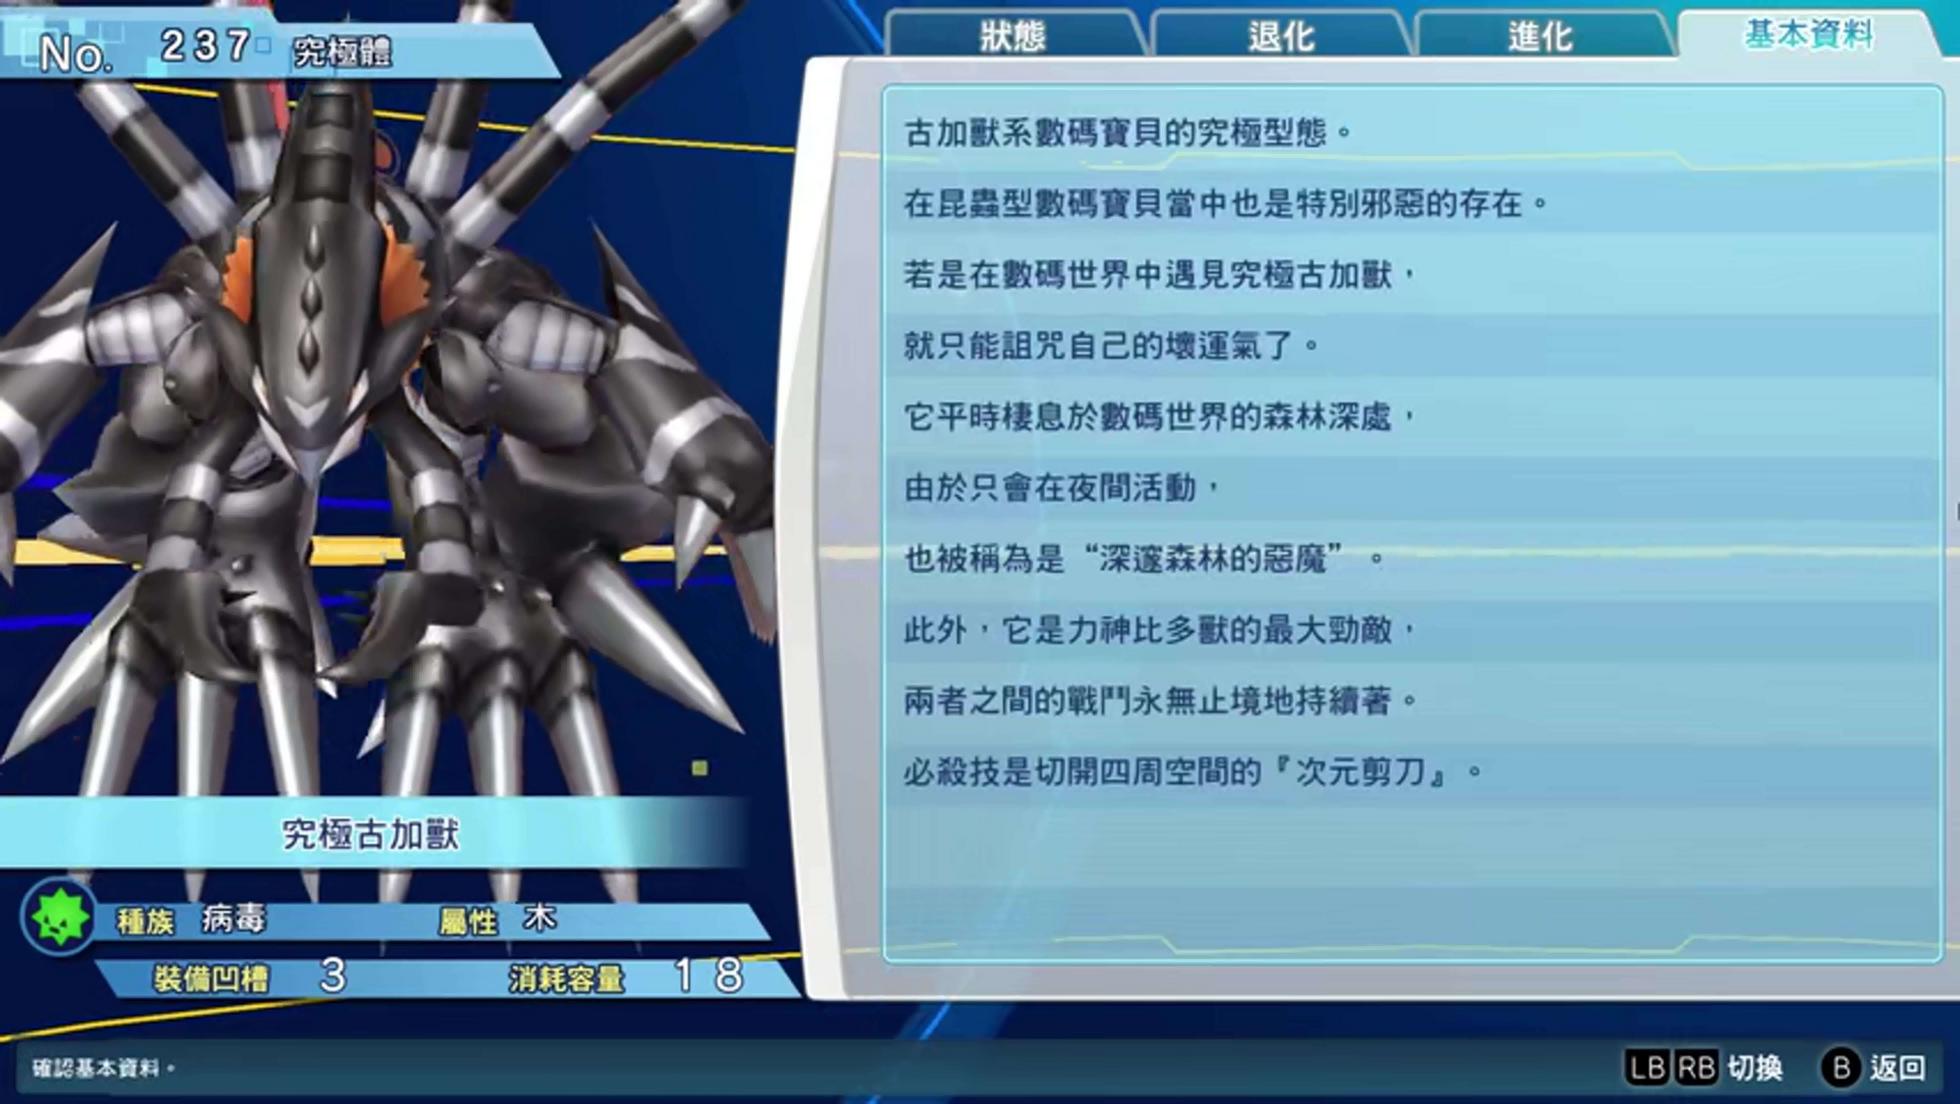 No. 237 究極體
狀態 退化 進化 基本資料
古加獸系數碼寶貝的究極型態。
在昆蟲型數碼寶貝當中也是特別邪惡的存在。
若是在數碼世界中遇見究極古加獸，
就只能詛咒自己的壞運氣了。
它平時棲息於數碼世界的森林深處，
由於只會在夜間活動，
也被稱為是“深邃森林的惡魔”。
此外，它是力神比多獸的最大勁敵，
兩者之間的戰鬥永無止境地持續著。
必殺技是切開四周空間的『次元剪刀』。
究極古加獸
種族 病毒 屬性 木
裝備凹槽 3 消耗容量 18
確認基本資料。
LB RB 切換 B 返回